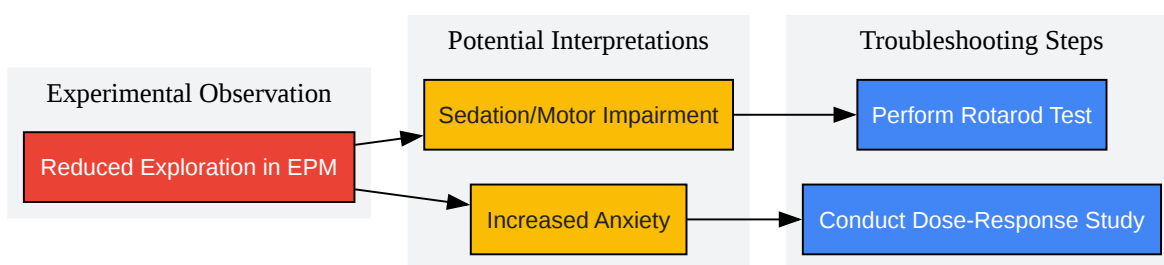 Experimental Observation
Reduced Exploration in EPM
Potential Interpretations
Sedation/Motor Impairment
Increased Anxiety
Troubleshooting Steps
Perform Rotarod Test
Conduct Dose-Response Study